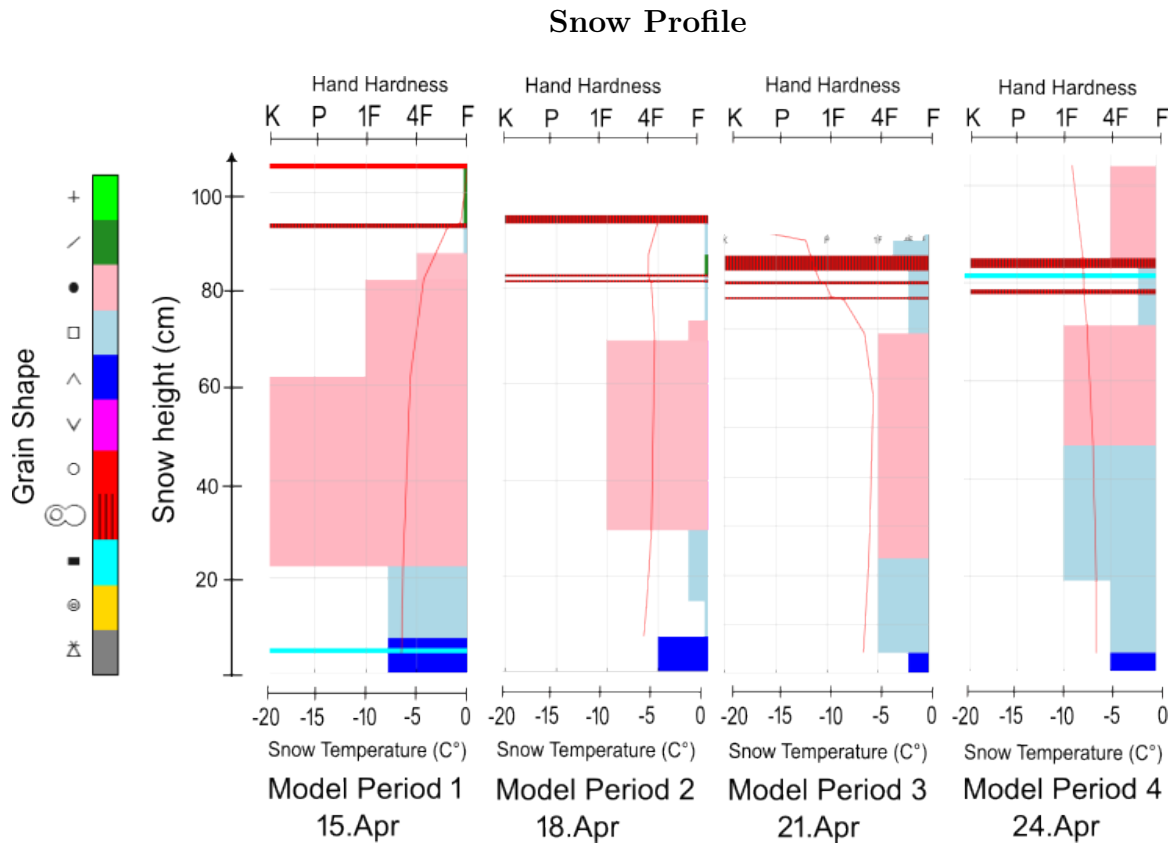 Snow Profile
Hand Hardness Hand Hardness Hand Hardness Hand Hardness
K P 1F 4F F K P 1F 4F F K P 1F 4F F K P 1F 4F F
Grain Shape
Snow height (cm)
100
80
60
40
20
-20 -15 -10 -5 0 -20 -15 -10 -5 0 -20 -15 -10 -5 0 -20 -15 -10 -5 0
Snow Temperature (C°) Snow Temperature (C°) Snow Temperature (C°) Snow Temperature (C°)
Model Period 1 Model Period 2 Model Period 3 Model Period 4
15.Apr 18.Apr 21.Apr 24.Apr